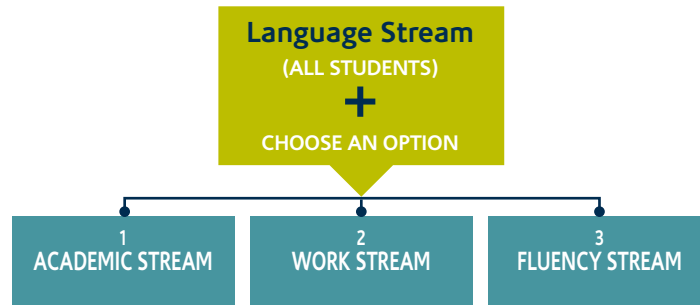 Language Stream
(ALL STUDENTS)
+
CHOOSE AN OPTION
1
ACADEMIC STREAM
2
WORK STREAM
3
FLUENCY STREAM